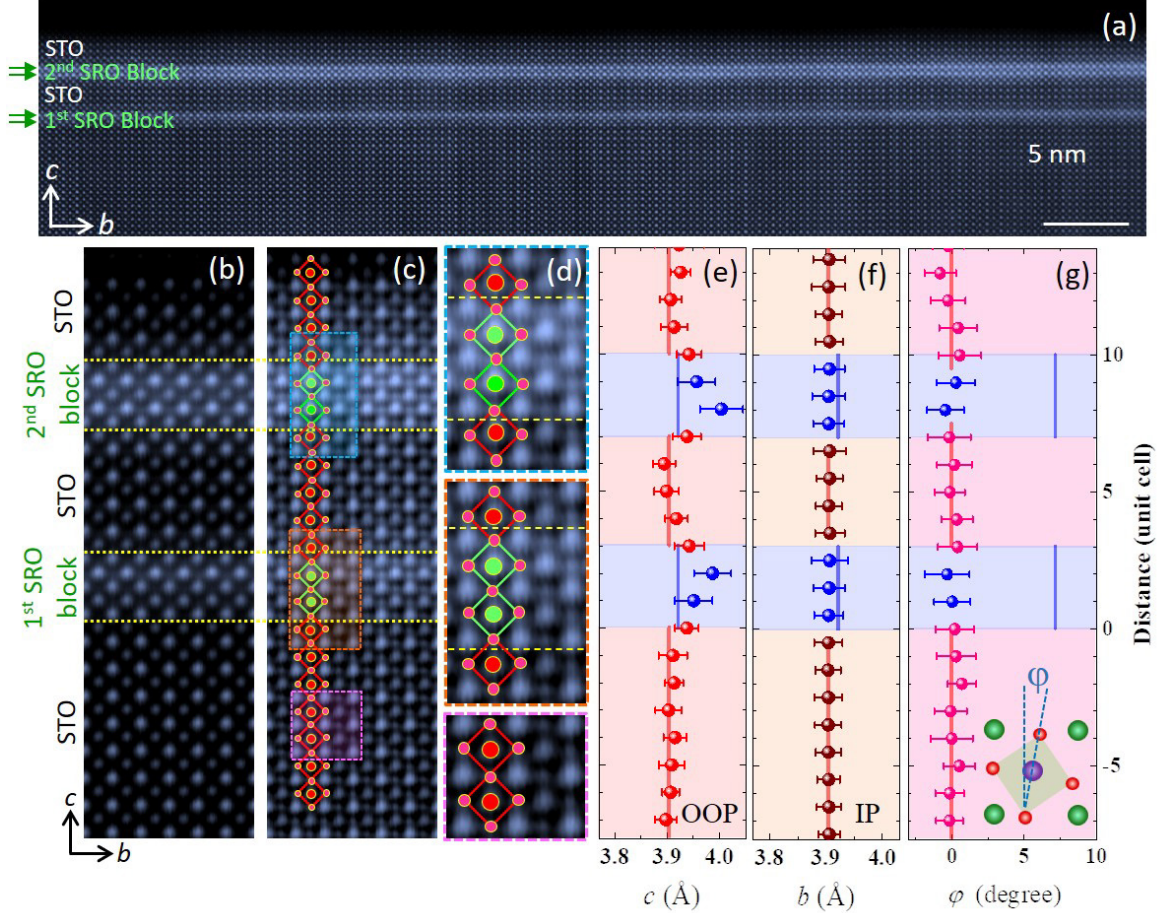 (a)
STO
2nd SRO Block
STO
1st SRO Block
c
b
5 nm
(b)
(c)
(d)
(e)
(f)
(g)
STO
2nd SRO
block
STO
1st SRO
block
STO
c
b
OOP
IP
φ
10
5
0
-5
Distance (unit cell)
3.8 3.9 4.0
3.8 3.9 4.0
0 5 10
c (Å)
b (Å)
φ (degree)